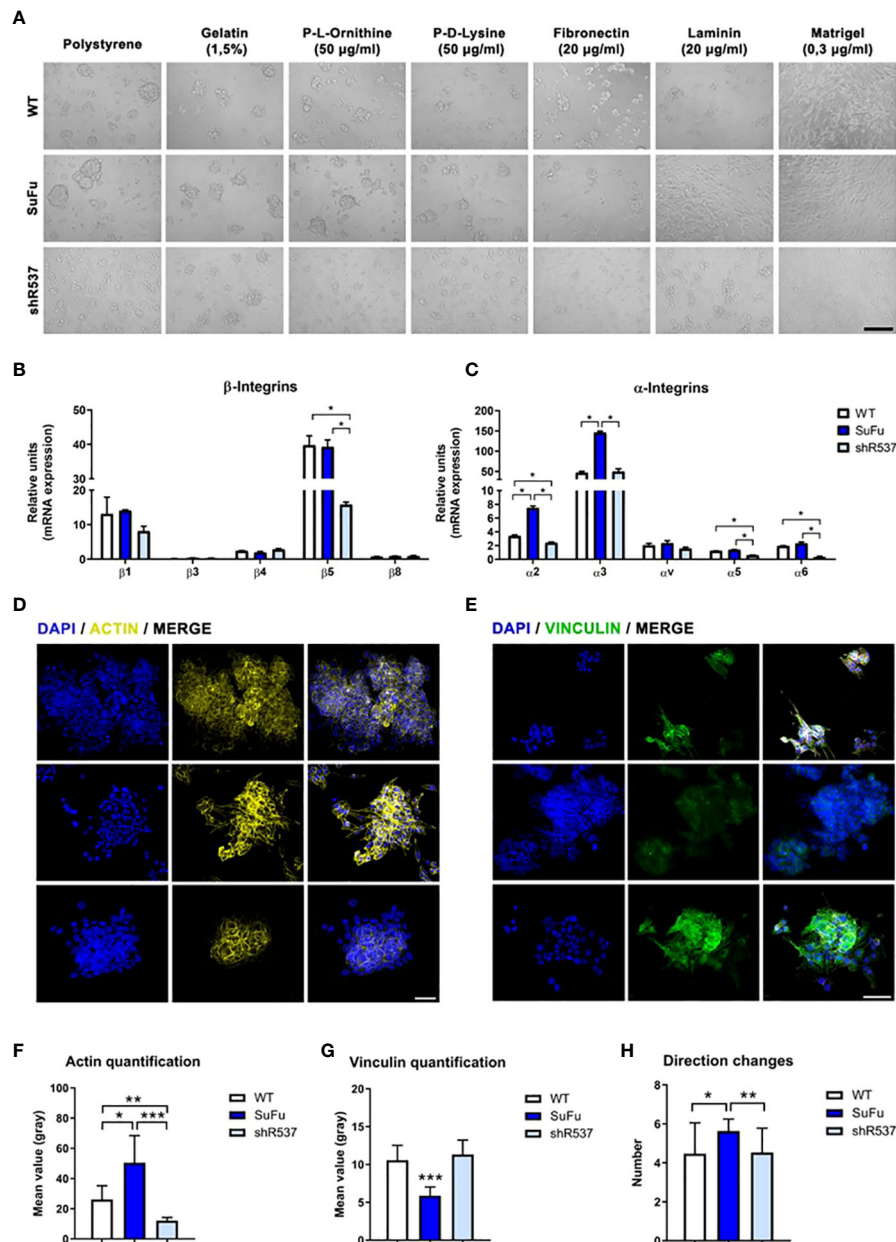 A
Polystyrene
Gelatin
(1,5%)
P-L-Ornithine
(50 µg/ml)
P-D-Lysine
(50 µg/ml)
Fibronectin
(20 µg/ml)
Laminin
(20 µg/ml)
Matrigel
(0,3 µg/ml)
WT
SuFu
shR537
B
β-Integrins
Relative units
(mRNA expression)
50
40
30
20
10
0
*
*
β1
β3
β4
β5
β8
C
α-Integrins
Relative units
(mRNA expression)
200
150
100
50
8
6
4
2
0
*
*
*
*
*
*
*
*
*
α2
α3
αv
α5
α6
WT
SuFu
shR537
D
DAPI / ACTIN / MERGE
E
DAPI / VINCULIN / MERGE
F
Actin quantification
Mean value (gray)
100
80
60
40
20
0
**
*
***
WT
SuFu
shR537
G
Vinculin quantification
Mean value (gray)
20
15
10
5
0
***
WT
SuFu
shR537
H
Direction changes
Number
8
6
4
2
0
*
**
WT
SuFu
shR537